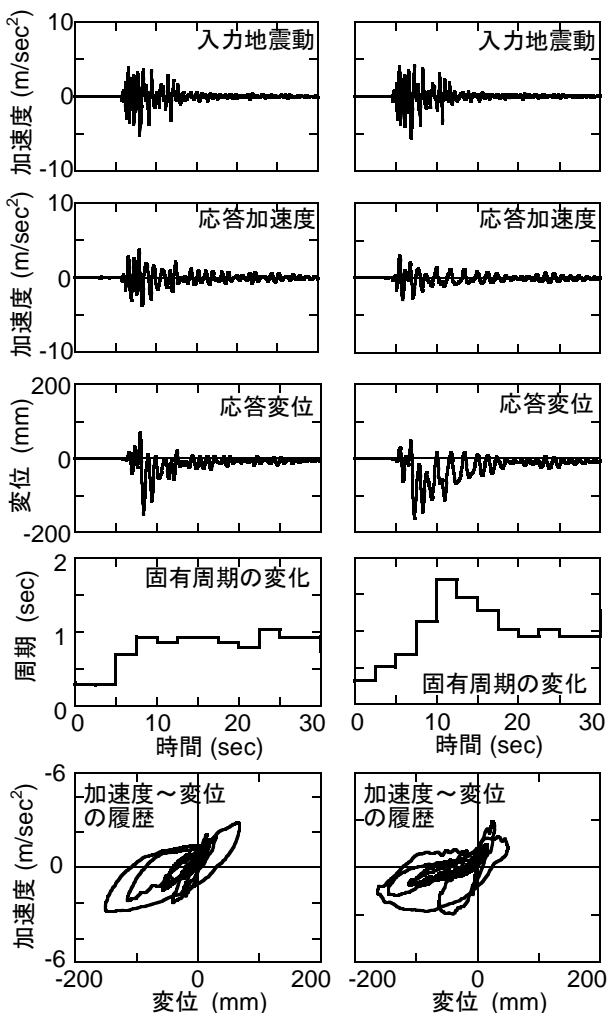 10
0
-10
加速度 (m/sec²)
入力地震動
入力地震動
10
0
-10
加速度 (m/sec²)
応答加速度
応答加速度
200
0
-200
変位 (mm)
応答変位
応答変位
2
1
0
周期 (sec)
固有周期の変化
固有周期の変化
0 10 20 30
0 10 20 30
時間 (sec)
時間 (sec)
-6
0
-6
加速度 (m/sec²)
加速度～変位
の履歴
加速度～変位
の履歴
-200 0 200
-200 0 200
変位 (mm)
変位 (mm)